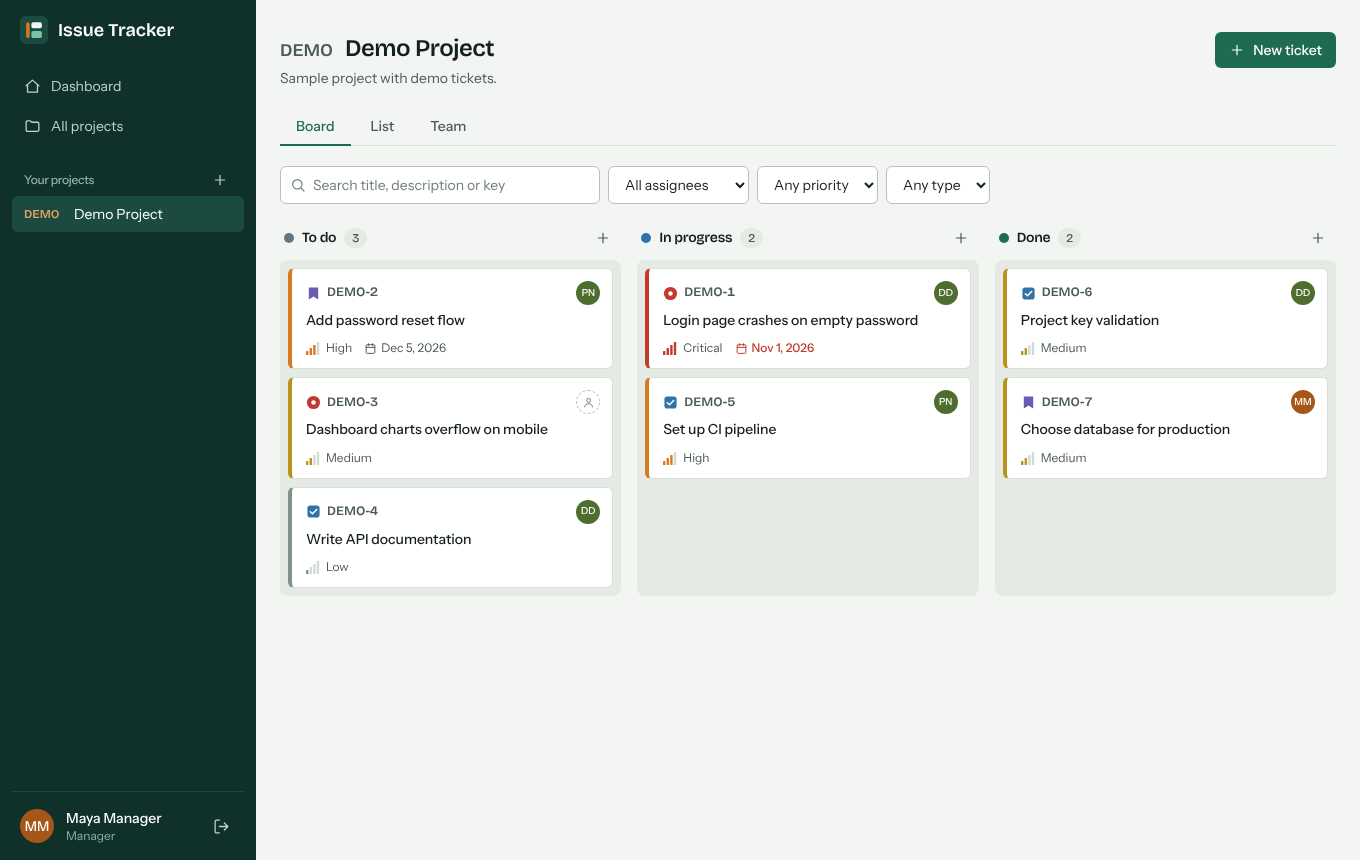 Issue Tracker
Dashboard
All projects
Your projects
DEMO Demo Project
MM Maya Manager
Manager
DEMO Demo Project
Sample project with demo tickets.
New ticket
Board List Team
Search title, description or key
All assignees
Any priority
Any type
To do 3
DEMO-2 PN
Add password reset flow
High Dec 5, 2026
DEMO-3
Dashboard charts overflow on mobile
Medium
DEMO-4 DD
Write API documentation
Low
In progress 2
DEMO-1 DD
Login page crashes on empty password
Critical Nov 1, 2026
DEMO-5 PN
Set up CI pipeline
High
Done 2
DEMO-6 DD
Project key validation
Medium
DEMO-7 MM
Choose database for production
Medium